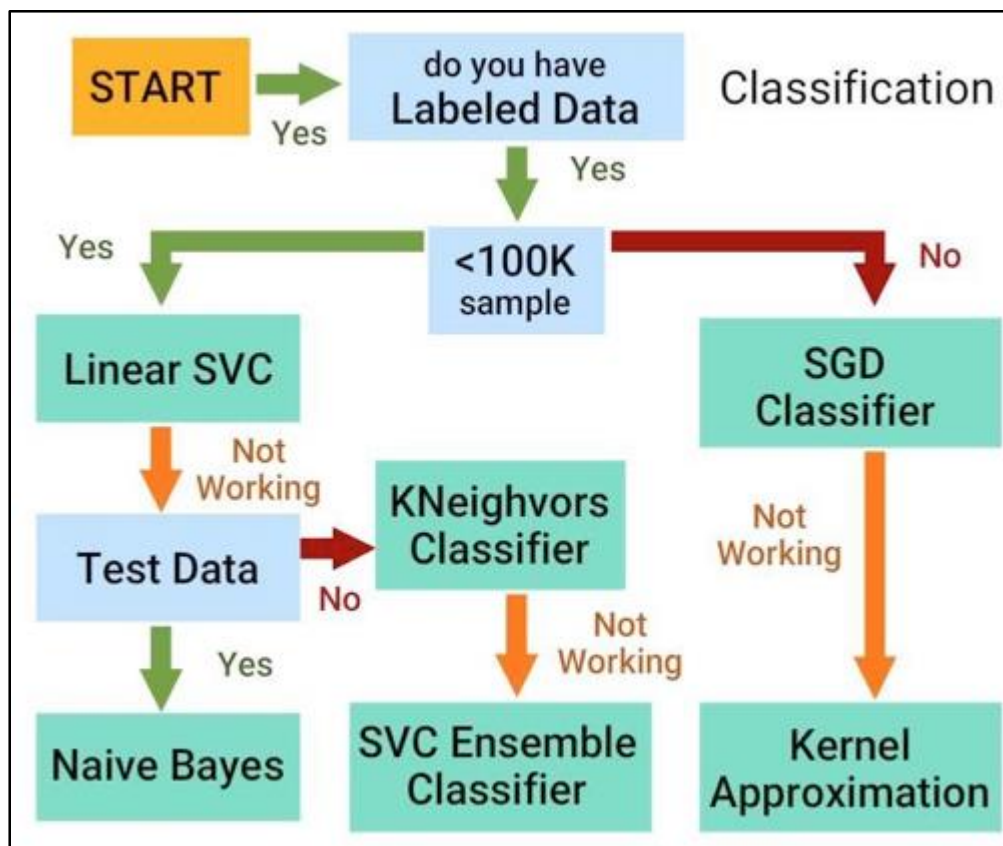 START
Yes
do you have
Labeled Data
Classification
Yes
Yes
<100K
sample
No
Linear SVC
SGD
Classifier
Not
Working
KNeighvors
Classifier
Not
Working
Test Data
No
Not
Working
Yes
Naive Bayes
SVC Ensemble
Classifier
Kernel
Approximation